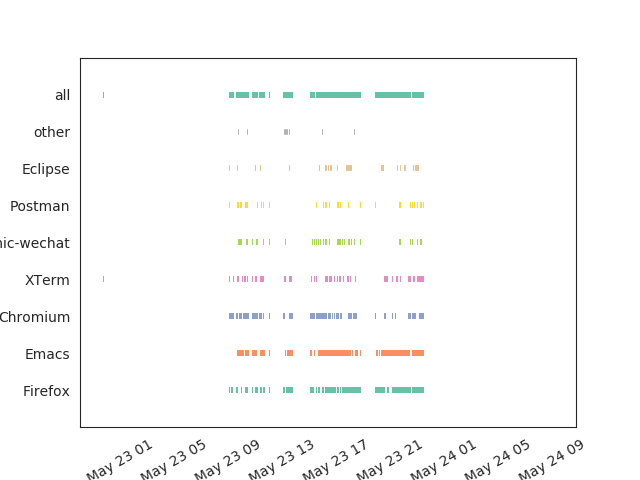 all
other
Eclipse
Postman
nic-wechat
XTerm
Chromium
Emacs
Firefox
May 23 01
May 23 05
May 23 09
May 23 13
May 23 17
May 23 21
May 24 01
May 24 05
May 24 09